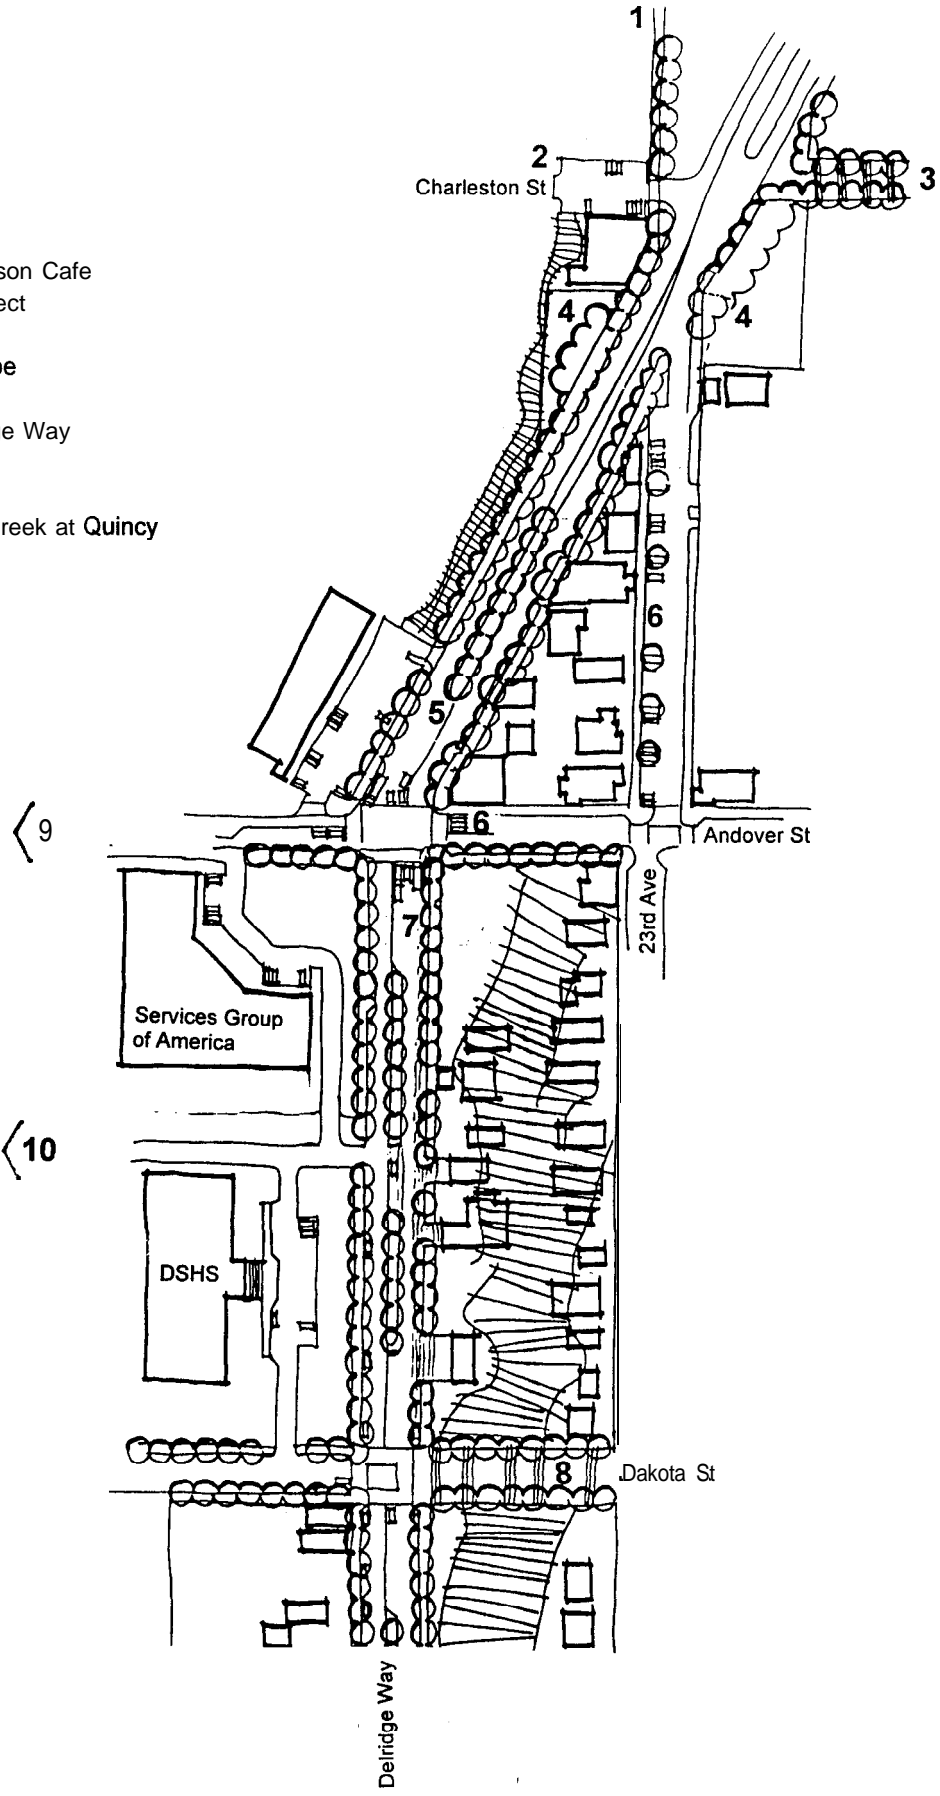 1
2
Charleston St
3
son Cafe
ect
4
4
pe
e Way
reek at Quincy
6
5
9
6
Andover St
7
23rd Ave
Services Group
of America
10
DSHS
8
Dakota St
Delridge Way